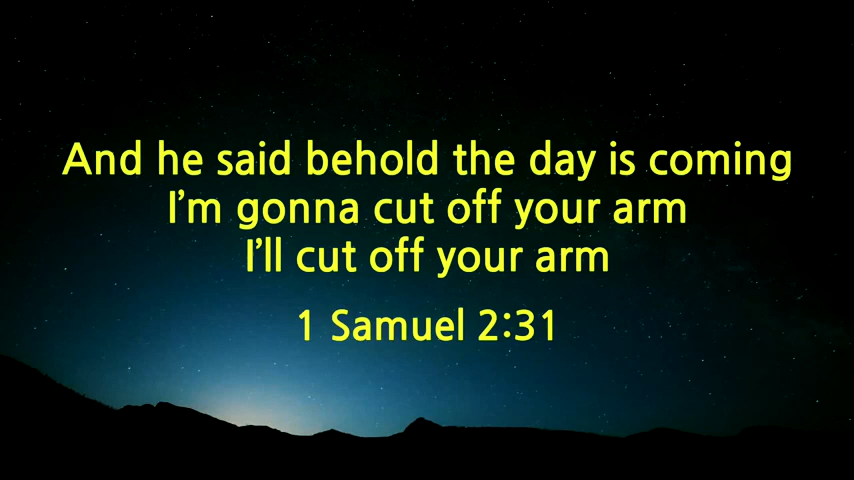 And he said behold the day is coming
I’m gonna cut off your arm
I’ll cut off your arm
1 Samuel 2:31